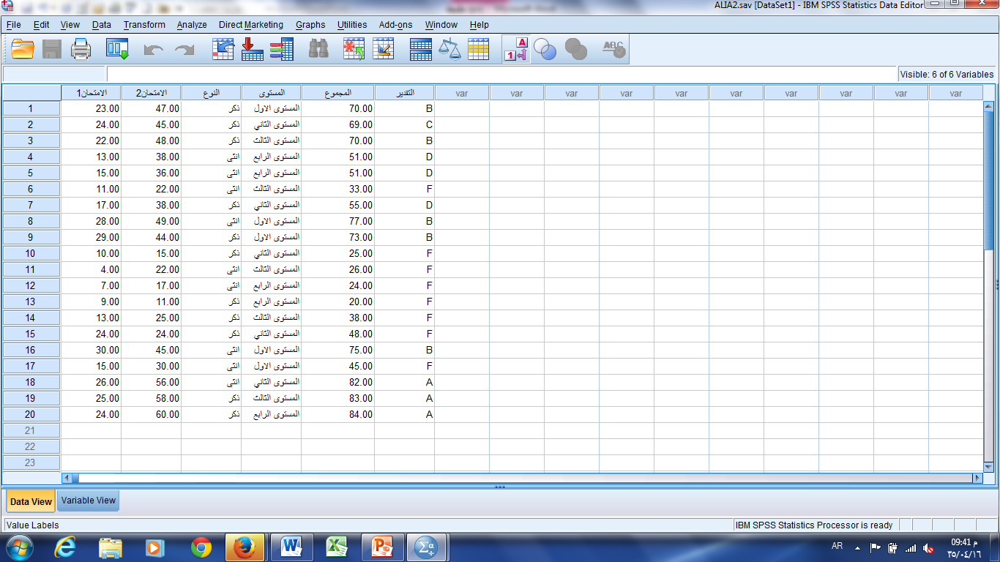 ALIA2.sav [DataSet1] - IBM SPSS Statistics Data Editor
File Edit View Data Transform Analyze Direct Marketing Graphs Utilities Add-ons Window Help
Visible: 6 of 6 Variables
الامتحان1 الامتحان2 النوع المستوى المجموع التقدير var var var var var var var var var var
1 23.00 47.00 ذكر المستوى الاول 70.00 B
2 24.00 45.00 ذكر المستوى الثاني 69.00 C
3 22.00 48.00 ذكر المستوى الثالث 70.00 B
4 13.00 38.00 انثى المستوى الرابع 51.00 D
5 15.00 36.00 انثى المستوى الرابع 51.00 D
6 11.00 22.00 انثى المستوى الثالث 33.00 F
7 17.00 38.00 ذكر المستوى الثاني 55.00 D
8 28.00 49.00 انثى المستوى الاول 77.00 B
9 29.00 44.00 ذكر المستوى الاول 73.00 B
10 10.00 15.00 ذكر المستوى الثاني 25.00 F
11 4.00 22.00 انثى المستوى الثالث 26.00 F
12 7.00 17.00 انثى المستوى الرابع 24.00 F
13 9.00 11.00 ذكر المستوى الرابع 20.00 F
14 13.00 25.00 ذكر المستوى الثالث 38.00 F
15 24.00 24.00 ذكر المستوى الثاني 48.00 F
16 30.00 45.00 انثى المستوى الاول 75.00 B
17 15.00 30.00 انثى المستوى الاول 45.00 F
18 26.00 56.00 انثى المستوى الثاني 82.00 A
19 25.00 58.00 ذكر المستوى الثالث 83.00 A
20 24.00 60.00 ذكر المستوى الرابع 84.00 A
21
22
23
Data View Variable View
Value Labels IBM SPSS Statistics Processor is ready
AR 09:41 م
٣٥/٠٤/١٦